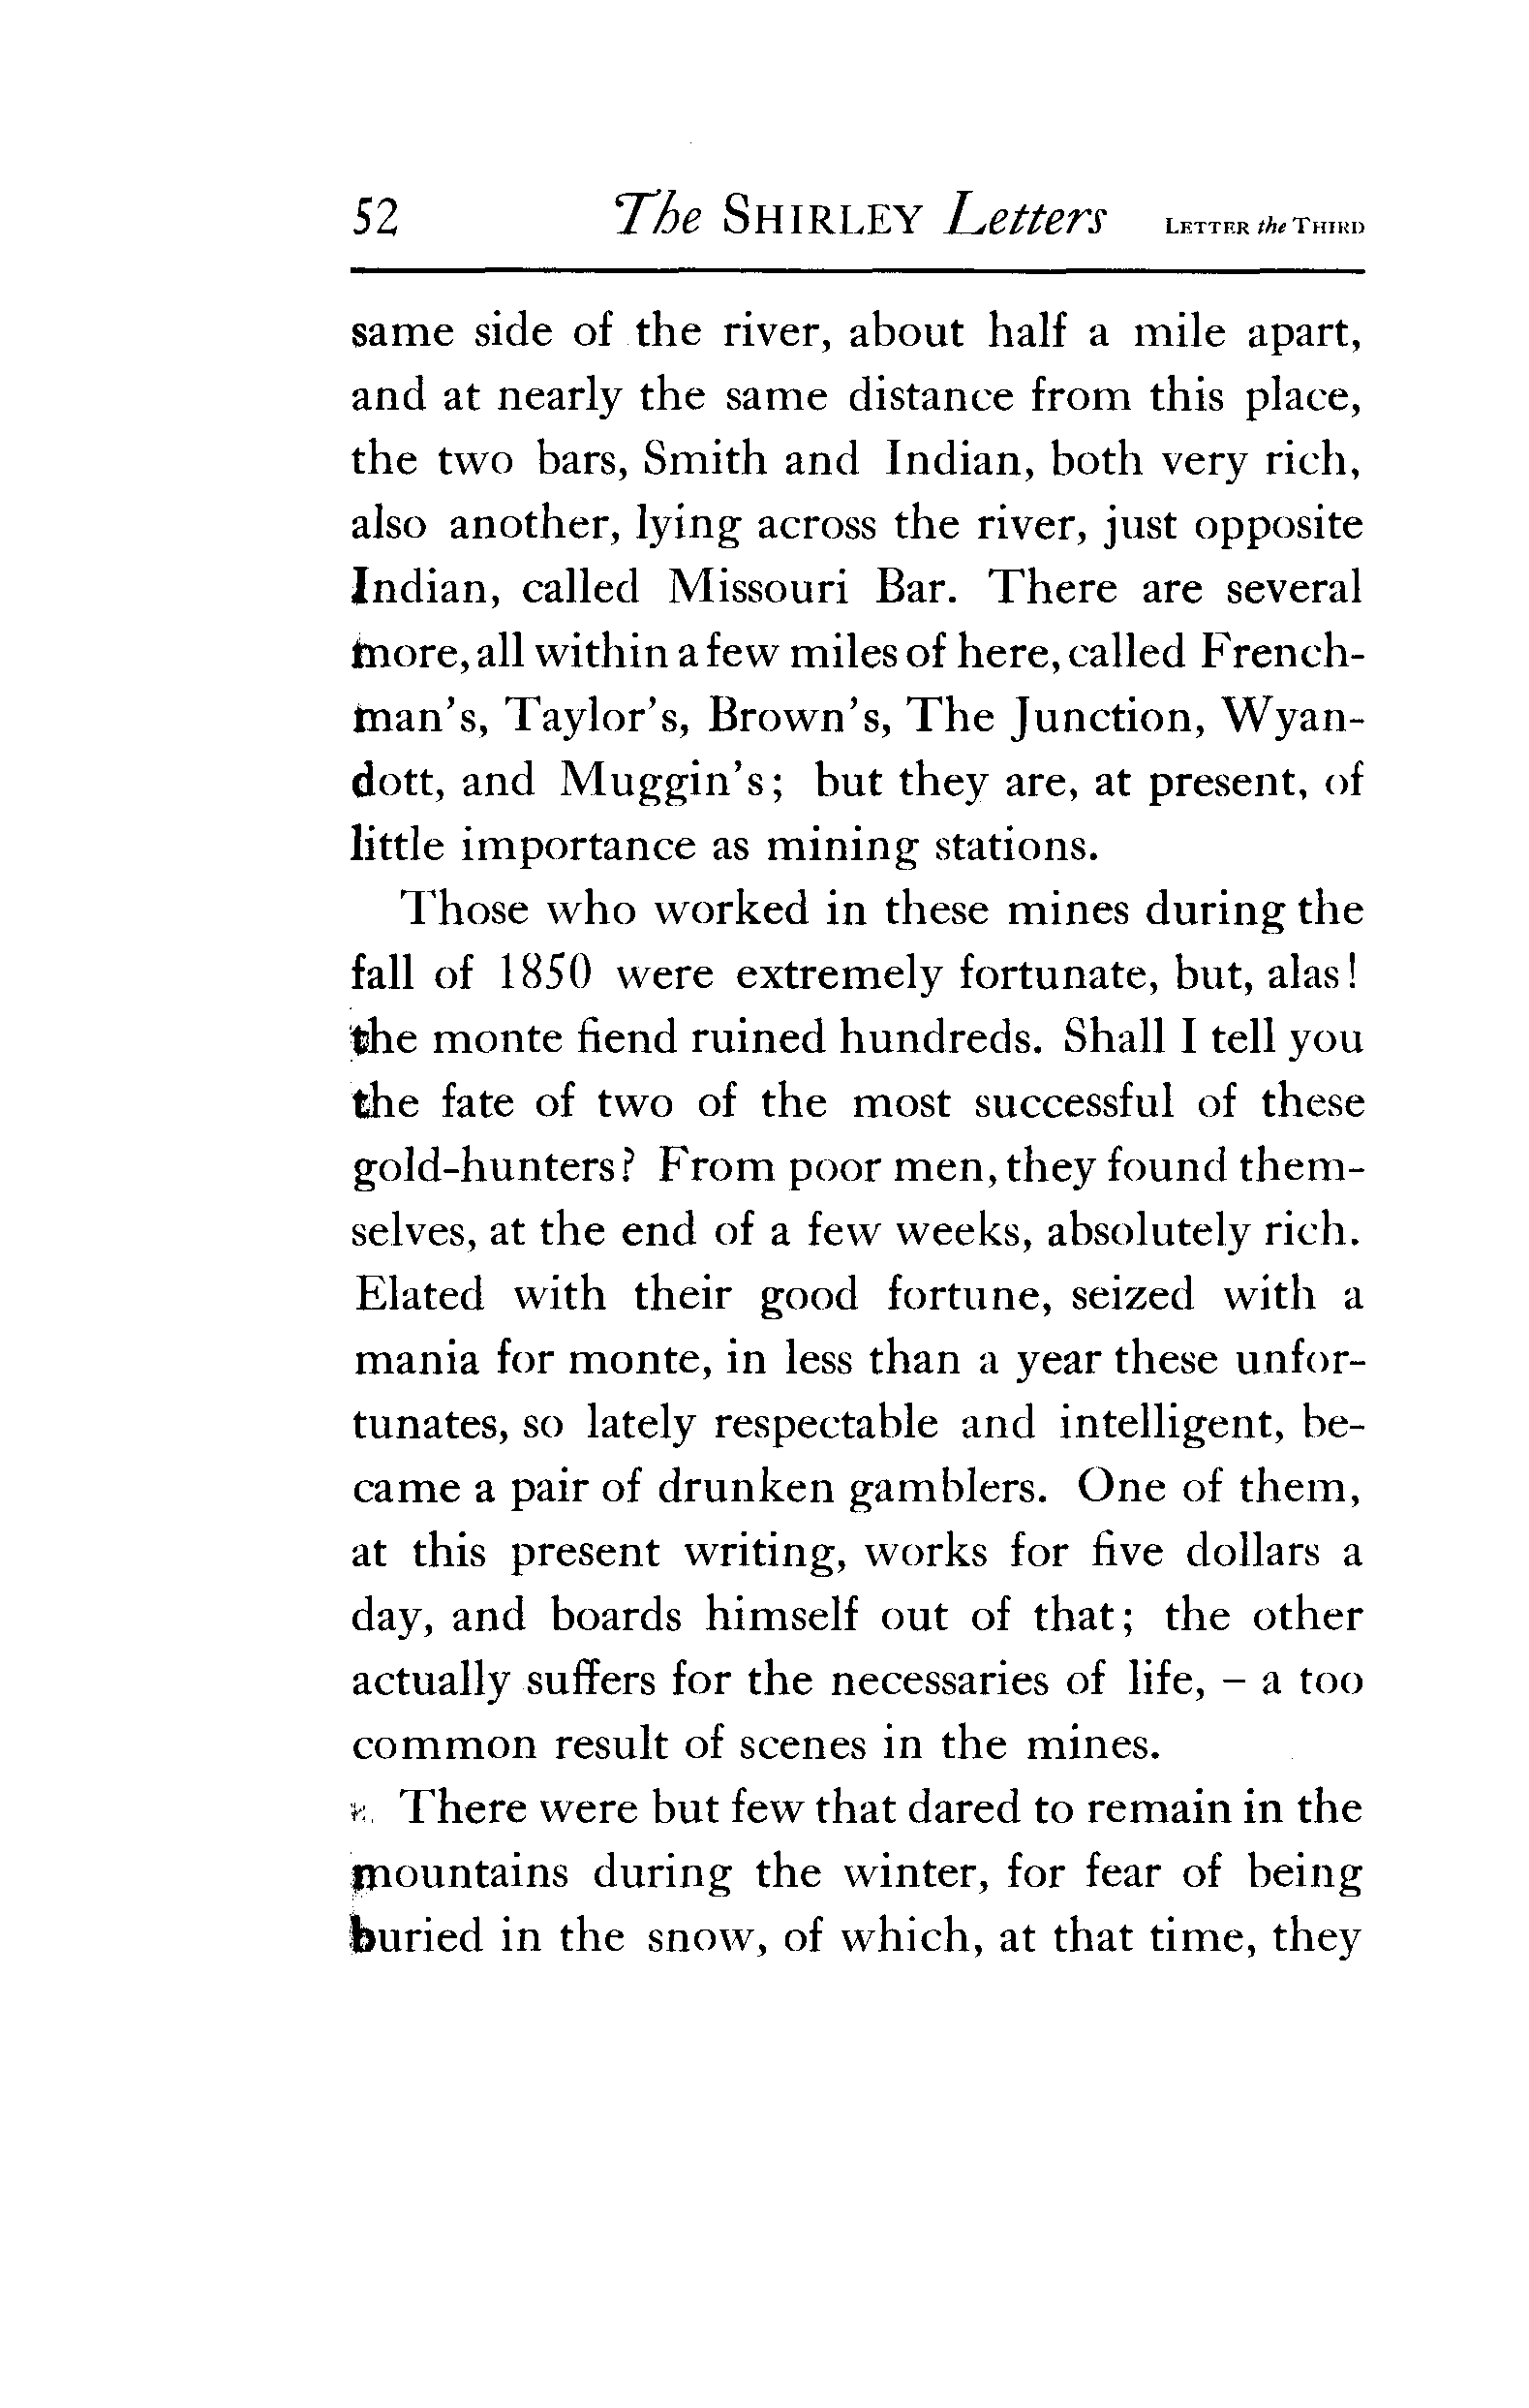 52 The SHIRLEY Letters LETTER the THIRD
same side of the river, about half a mile apart,
and at nearly the same distance from this place,
the two bars, Smith and Indian, both very rich,
also another, lying across the river, just opposite
Indian, called Missouri Bar. There are several
more, all within a few miles of here, called French-
man's, Taylor's, Brown's, The Junction, Wyan-
dott, and Muggin's; but they are, at present, of
little importance as mining stations.
Those who worked in these mines during the
fall of 1850 were extremely fortunate, but, alas!
the monte fiend ruined hundreds. Shall I tell you
the fate of two of the most successful of these
gold-hunters? From poor men, they found them-
selves, at the end of a few weeks, absolutely rich.
Elated with their good fortune, seized with a
mania for monte, in less than a year these unfor-
tunates, so lately respectable and intelligent, be-
came a pair of drunken gamblers. One of them,
at this present writing, works for five dollars a
day, and boards himself out of that; the other
actually suffers for the necessaries of life, – a too
common result of scenes in the mines.
There were but few that dared to remain in the
mountains during the winter, for fear of being
buried in the snow, of which, at that time, they